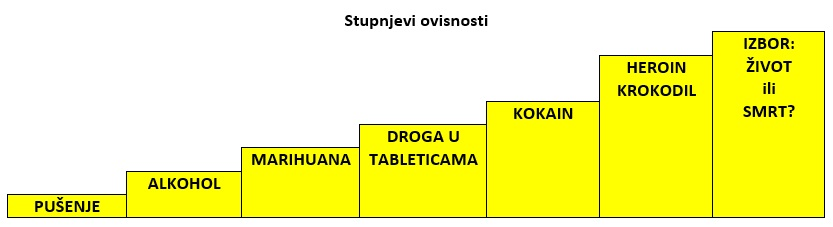 Stupnjevi ovisnosti
PUŠENJE
ALKOHOL
MARIHUANA
DROGA U
TABLETICAMA
KOKAIN
HEROIN
KROKODIL
IZBOR:
ŽIVOT
ili
SMRT?